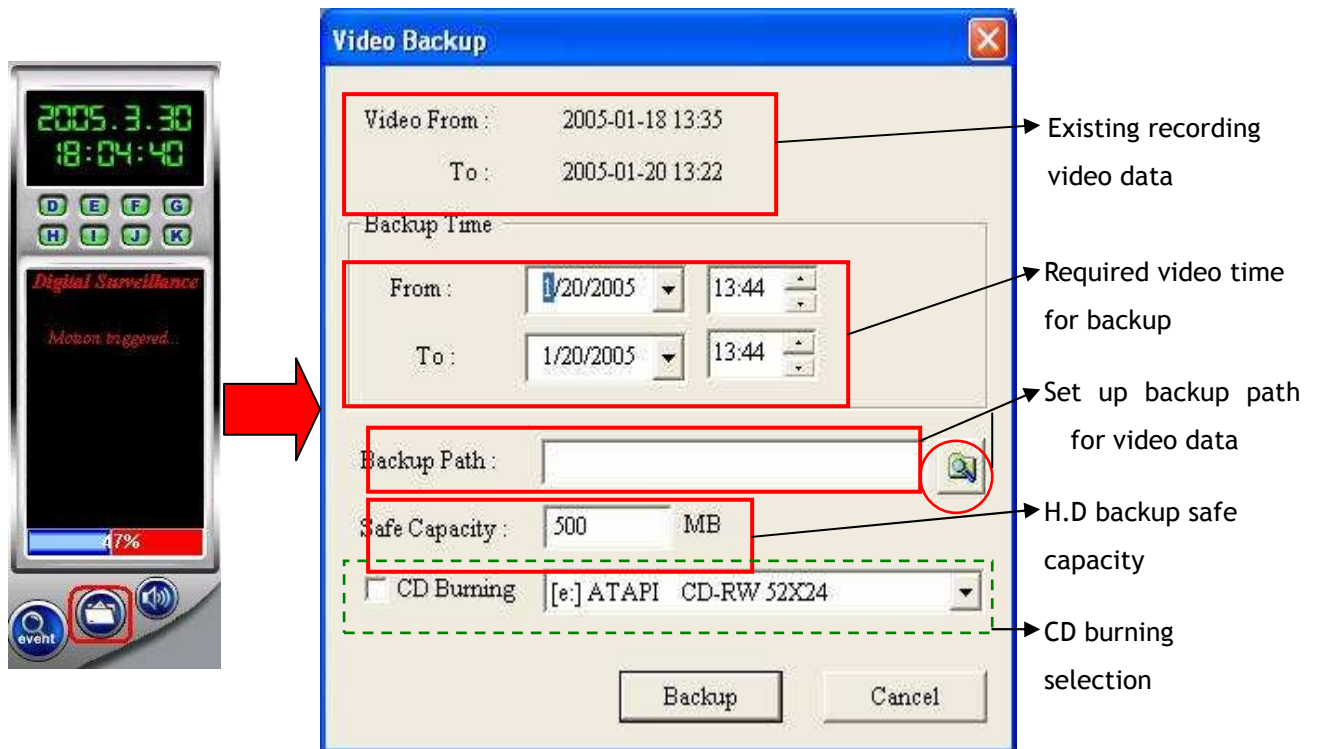 2005.3.30
18:04:40
D E F G
H I J K
Digital Surveillance
Motion triggered...
47%
event
Video Backup
Video From : 2005-01-18 13:35
To : 2005-01-20 13:22
Backup Time
From : 1/20/2005 13:44
To : 1/20/2005 13:44
Backup Path :
Safe Capacity : 500 MB
CD Burning [e:] ATAPI CD-RW 52X24
Backup Cancel
Existing recording
video data
Required video time
for backup
Set up backup path
for video data
H.D backup safe
capacity
CD burning
selection